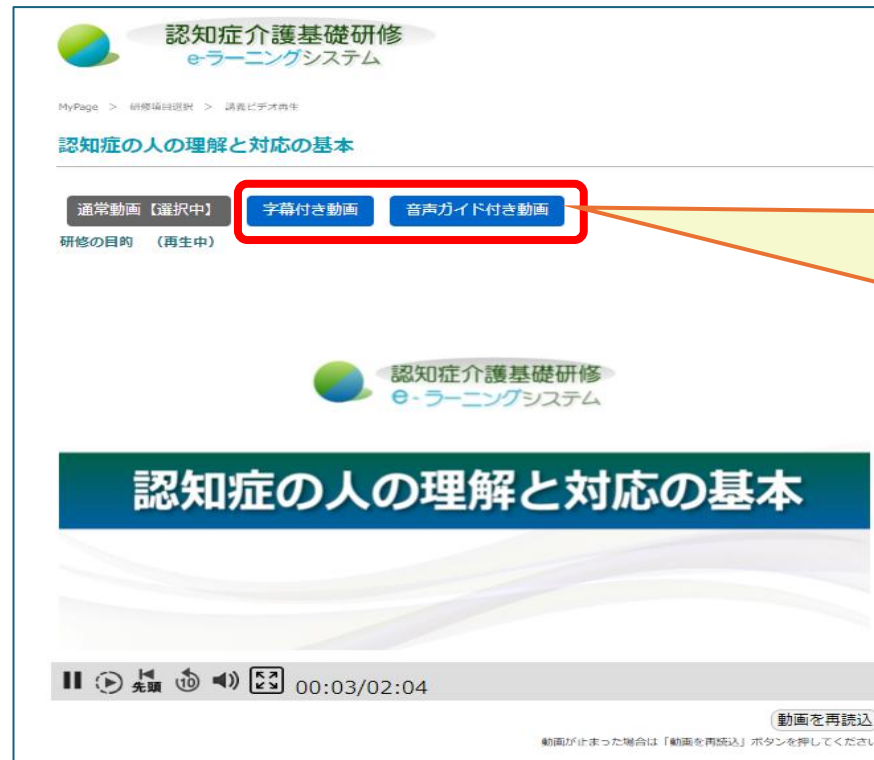 認知症介護基礎研修
e-ラーニングシステム
MyPage > 研修項目選択 > 講義ビデオ再生
認知症の人の理解と対応の基本
通常動画【選択中】 字幕付き動画 音声ガイド付き動画
研修の目的 (再生中)
認知症介護基礎研修
e-ラーニングシステム
認知症の人の理解と対応の基本
先頭 10 00:03/02:04
動画を再読込
動画が止まった場合は「動画を再読込」ボタンを押してください